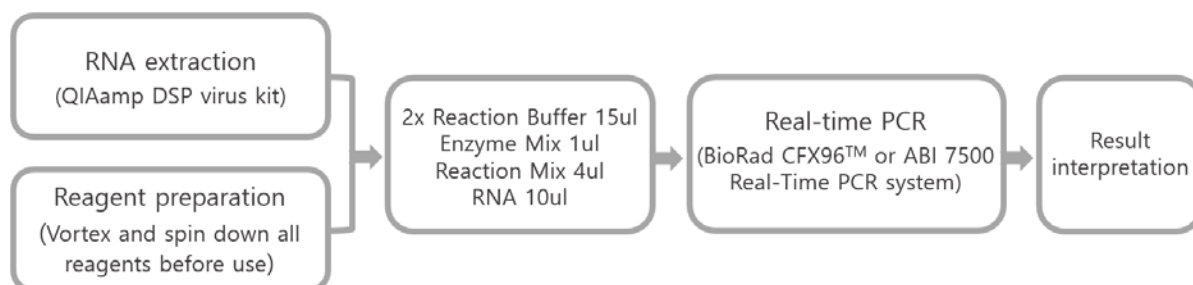 RNA extraction
(QIAamp DSP virus kit)
Reagent preparation
(Vortex and spin down all
reagents before use)
2x Reaction Buffer 15ul
Enzyme Mix 1ul
Reaction Mix 4ul
RNA 10ul
Real-time PCR
(BioRad CFX96™ or ABI 7500
Real-Time PCR system)
Result
interpretation